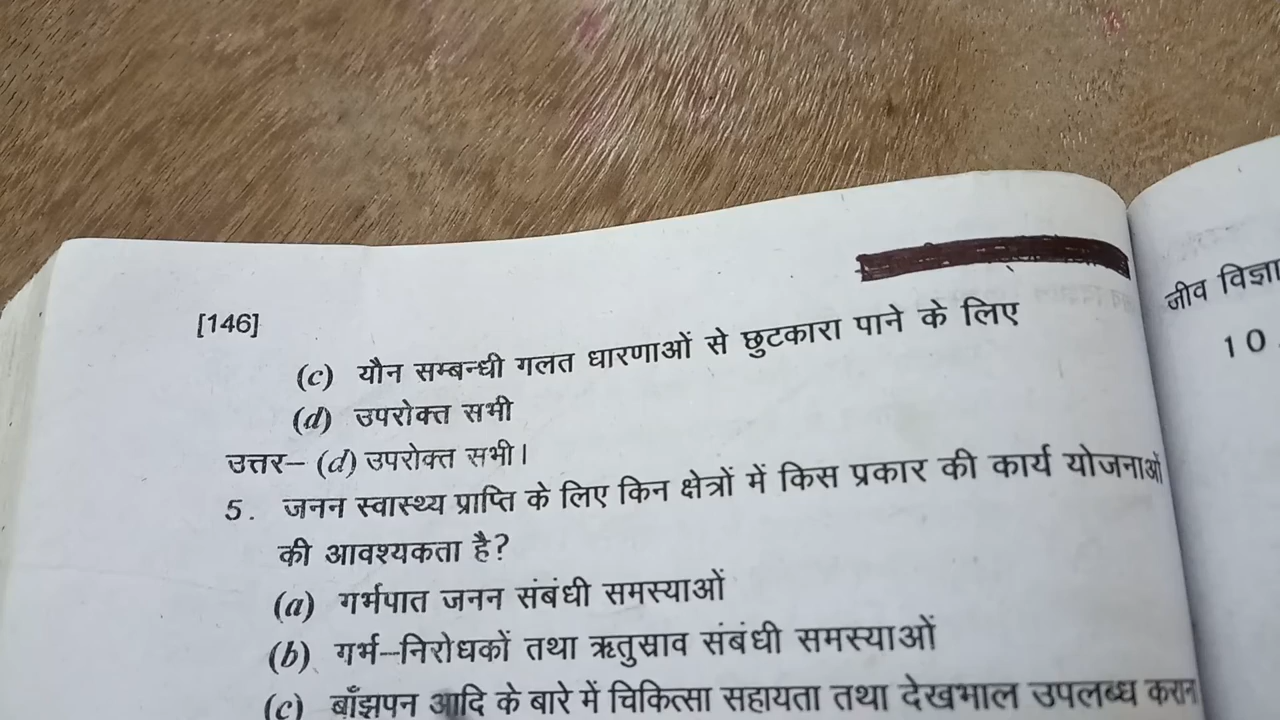 [146]
(c) यौन सम्बन्धी गलत धारणाओं से छुटकारा पाने के लिए
(d) उपरोक्त सभी
उत्तर– (d) उपरोक्त सभी।
5. जनन स्वास्थ्य प्राप्ति के लिए किन क्षेत्रों में किस प्रकार की कार्य योजनाओं
की आवश्यकता है?
(a) गर्भपात जनन संबंधी समस्याओं
(b) गर्भ–निरोधकों तथा ऋतुस्राव संबंधी समस्याओं
(c) बाँझपन आदि के बारे में चिकित्सा सहायता तथा देखभाल उपलब्ध
जीव
10.